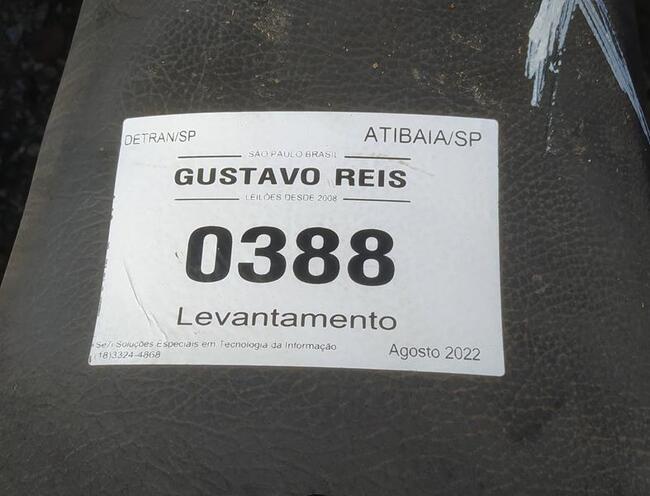 DETRAN/SP ATIBAIA/SP
SÃO PAULO BRASIL
GUSTAVO REIS
LEILÕES DESDE 2008
0388
Levantamento
Soluções Especiais em Tecnologia da Informação
(18)3324-4868 Agosto 2022